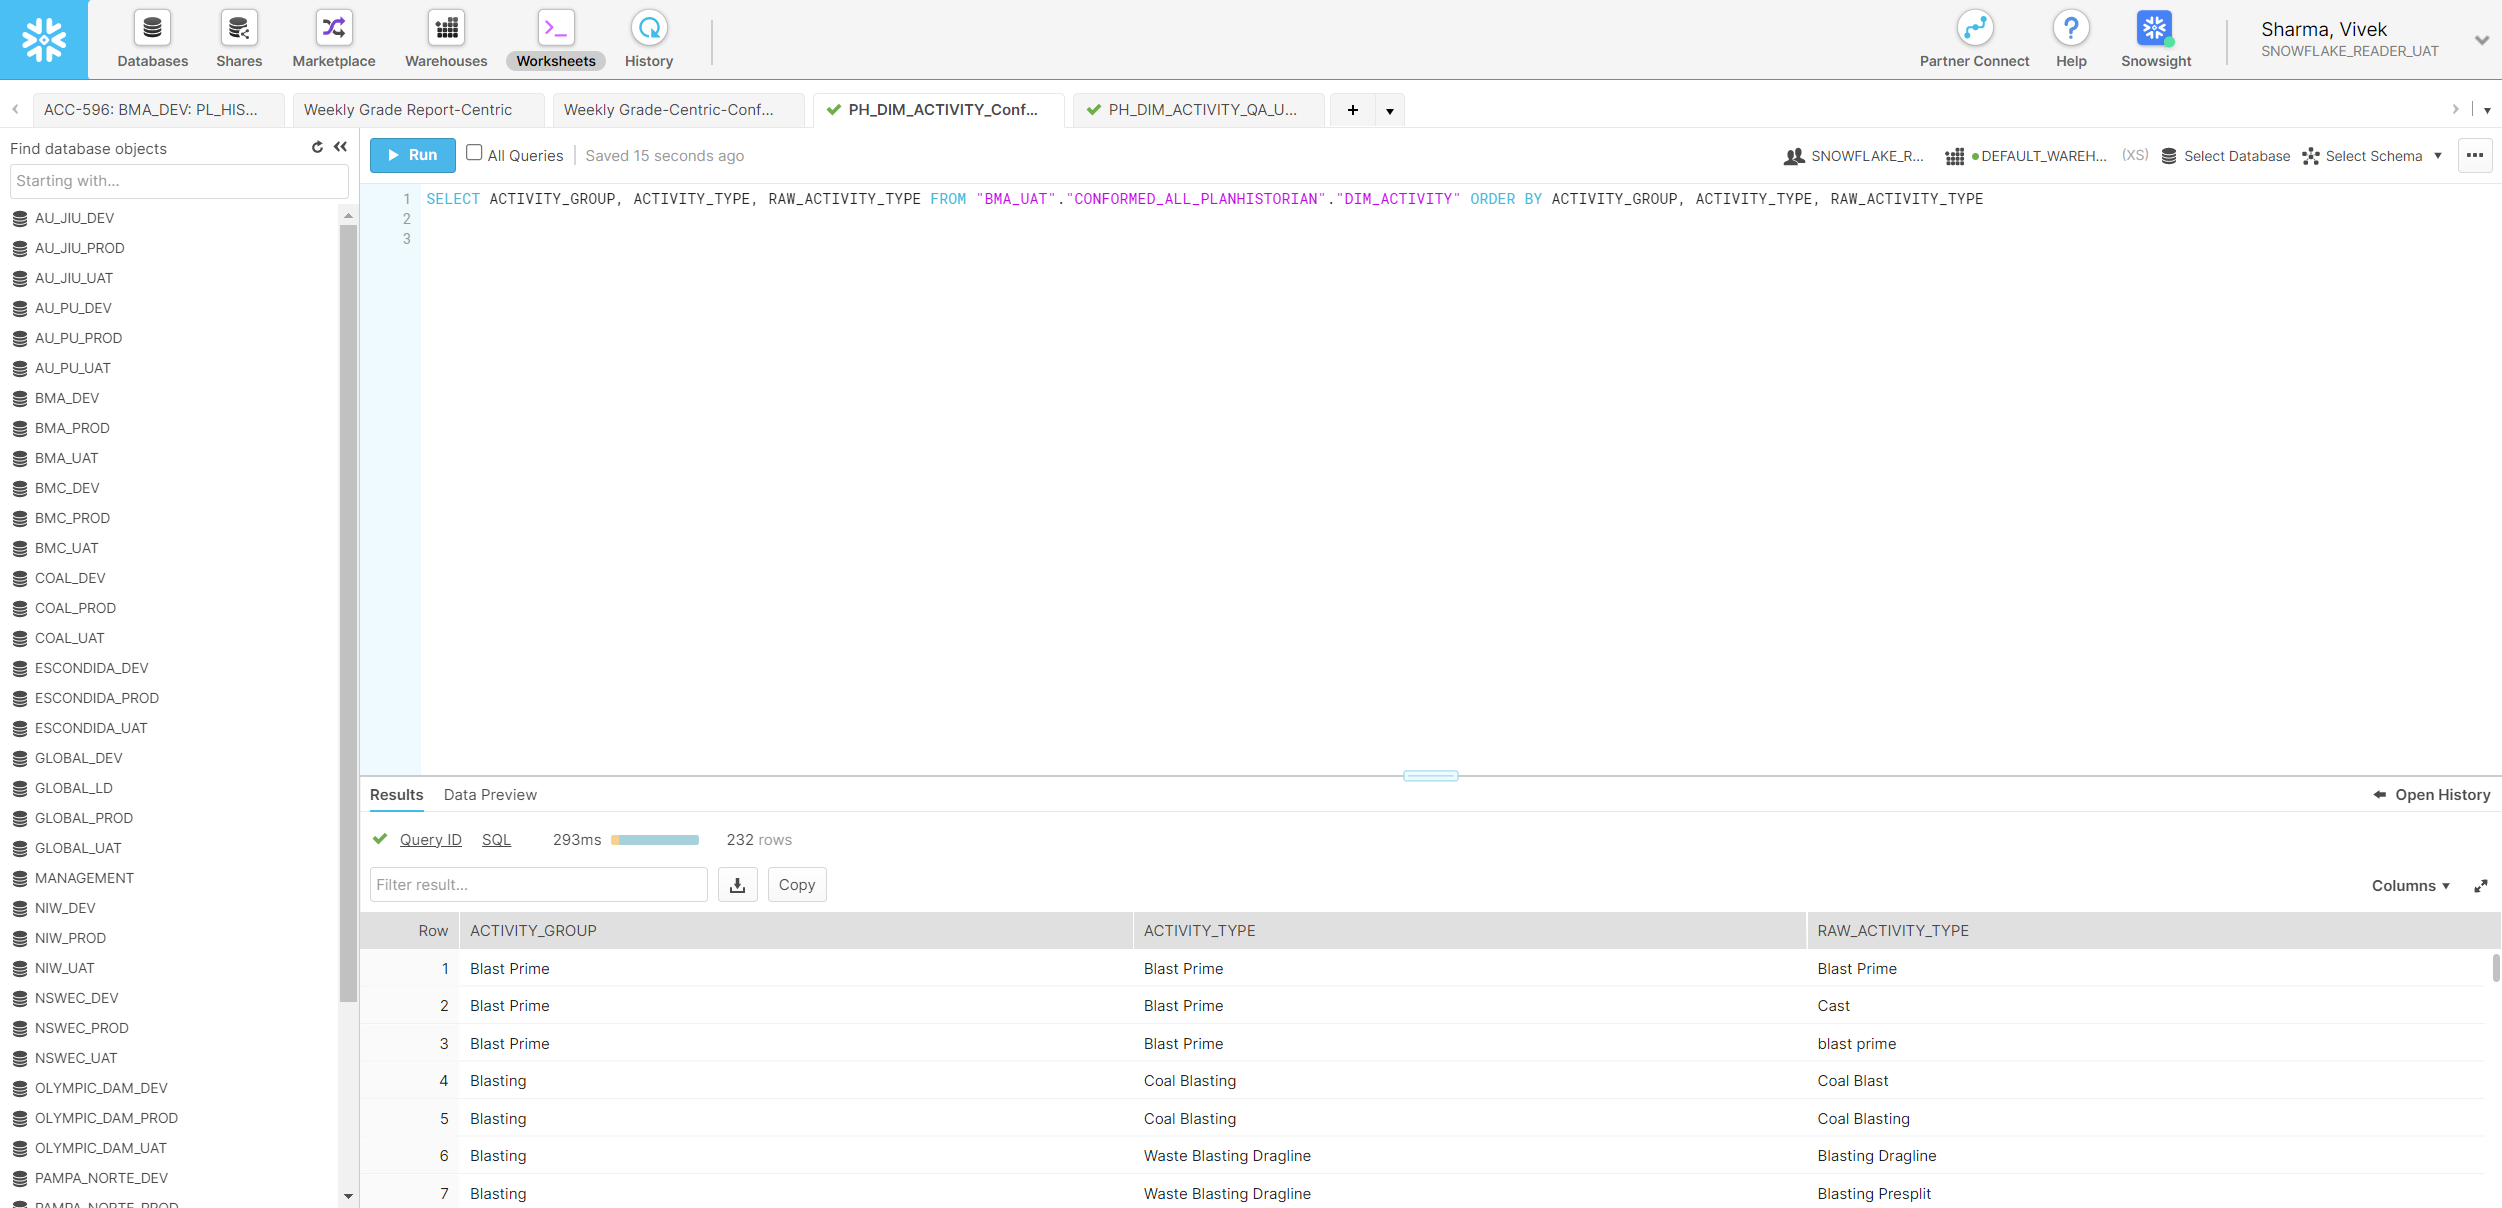 Databases
Shares
Marketplace
Warehouses
Worksheets
History
Partner Connect
Help
Snowsight
Sharma, Vivek
SNOWFLAKE_READER_UAT
ACC-596: BMA_DEV: PL_HIS...
Weekly Grade Report-Centric
Weekly Grade-Centric-Conf...
PH_DIM_ACTIVITY_Conf...
PH_DIM_ACTIVITY_QA_U...
Find database objects
Starting with...
AU_JIU_DEV
AU_JIU_PROD
AU_JIU_UAT
AU_PU_DEV
AU_PU_PROD
AU_PU_UAT
BMA_DEV
BMA_PROD
BMA_UAT
BMC_DEV
BMC_PROD
BMC_UAT
COAL_DEV
COAL_PROD
COAL_UAT
ESCONDIDA_DEV
ESCONDIDA_PROD
ESCONDIDA_UAT
GLOBAL_DEV
GLOBAL_LD
GLOBAL_PROD
GLOBAL_UAT
MANAGEMENT
NIW_DEV
NIW_PROD
NIW_UAT
NSWEC_DEV
NSWEC_PROD
NSWEC_UAT
OLYMPIC_DAM_DEV
OLYMPIC_DAM_PROD
OLYMPIC_DAM_UAT
PAMPA_NORTE_DEV
PAMPA_NORTE_PROD
Run All Queries Saved 15 seconds ago
SNOWFLAKE_R... DEFAULT_WAREH... (XS) Select Database Select Schema
1 SELECT ACTIVITY_GROUP, ACTIVITY_TYPE, RAW_ACTIVITY_TYPE FROM "BMA_UAT"."CONFORMED_ALL_PLANHISTORIAN"."DIM_ACTIVITY" ORDER BY ACTIVITY_GROUP, ACTIVITY_TYPE, RAW_ACTIVITY_TYPE
2
3
Results Data Preview Open History
Query ID SQL 293ms 232 rows
Filter result... Copy Columns
Row ACTIVITY_GROUP ACTIVITY_TYPE RAW_ACTIVITY_TYPE
1 Blast Prime Blast Prime Blast Prime
2 Blast Prime Blast Prime Cast
3 Blast Prime Blast Prime blast prime
4 Blasting Coal Blasting Coal Blast
5 Blasting Coal Blasting Coal Blasting
6 Blasting Waste Blasting Dragline Blasting Dragline
7 Blasting Waste Blasting Dragline Blasting Presplit